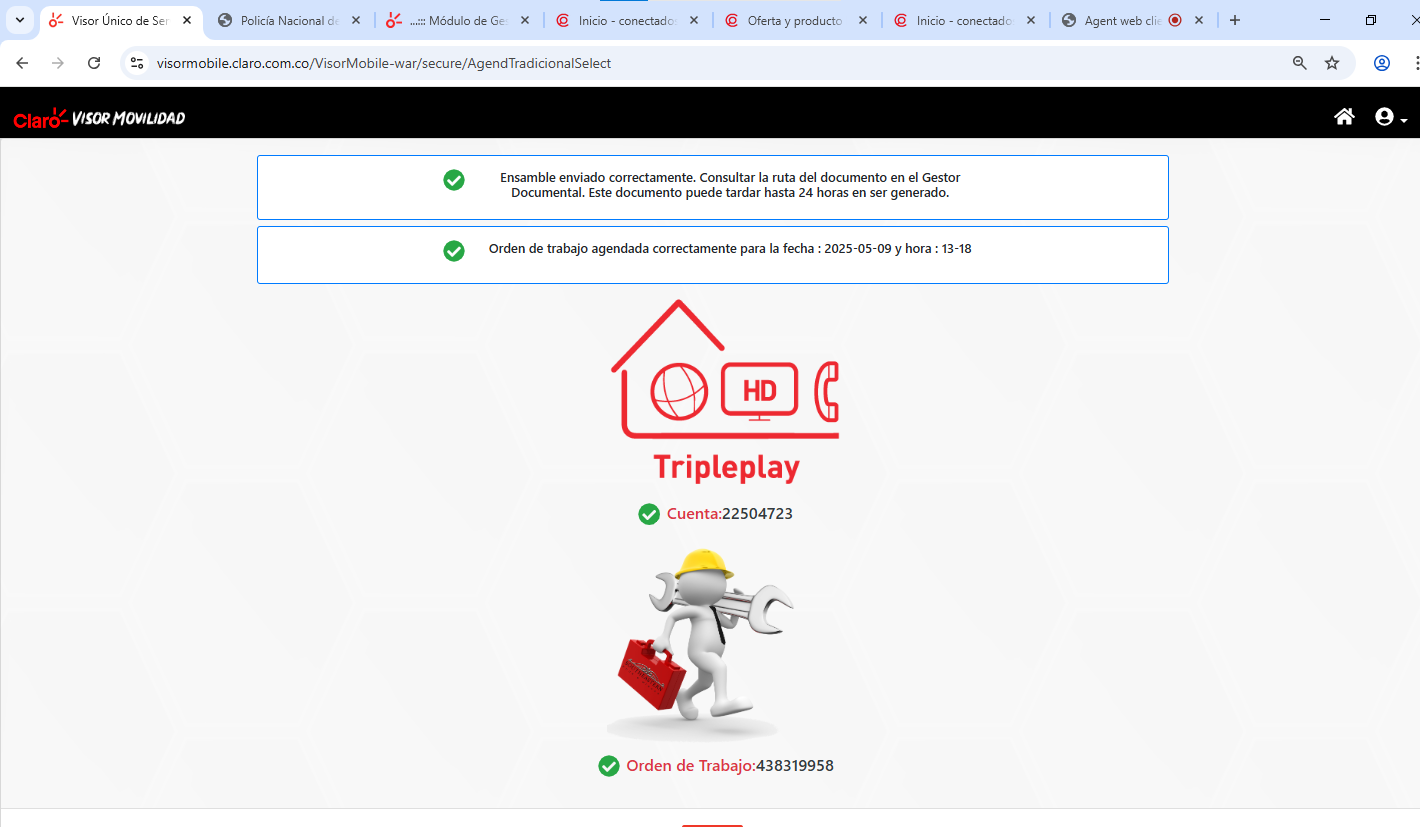 Visor Único de Ser
Policía Nacional de
...::: Módulo de Ges
Inicio - conectados
Oferta y producto
Inicio - conectados
Agent web clie
visormobile.claro.com.co/VisorMobile-war/secure/AgendTradicionalSelect
Claro VISOR MOVILIDAD
Ensamble enviado correctamente. Consultar la ruta del documento en el Gestor
Documental. Este documento puede tardar hasta 24 horas en ser generado.
Orden de trabajo agendada correctamente para la fecha : 2025-05-09 y hora : 13-18
HD
Tripleplay
Cuenta:22504723
Orden de Trabajo:438319958